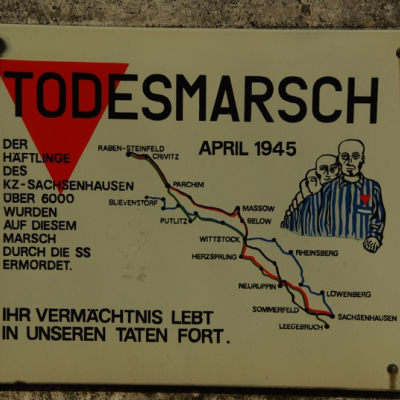 TODESMARSCH
APRIL 1945
DER
HÄFTLINGE
DES
KZ-SACHSENHAUSEN
ÜBER 6000
WURDEN
AUF DIESEM
MARSCH
DURCH DIE SS
ERMORDET.
RABEN-STEINFELD
CRIVITZ
PARCHIM
BLIEVENSTORF
PUTLITZ
MASSOW
BELOW
WITTSTOCK
HERZSPRUNG
RHEINSBERG
NEURUPPIN
LÖWENBERG
SOMMERFELD
SACHSENHAUSEN
LEEGEBRUCH
IHR VERMÄCHTNIS LEBT
IN UNSEREN TATEN FORT.